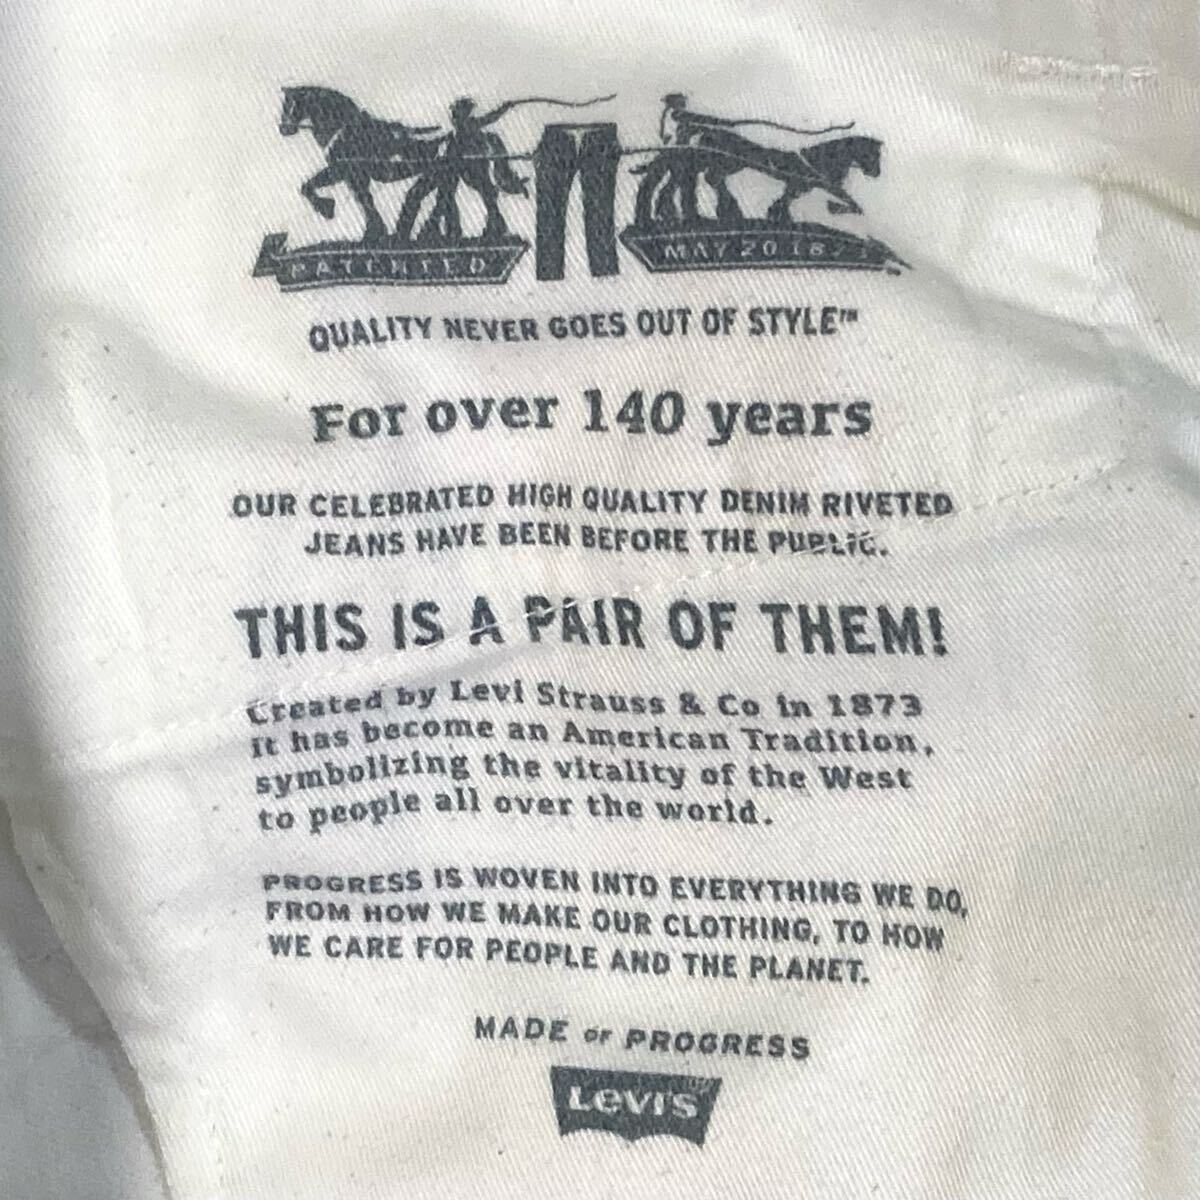 PATENTED MAY 20 1873
QUALITY NEVER GOES OUT OF STYLE™
For over 140 years
OUR CELEBRATED HIGH QUALITY DENIM RIVETED
JEANS HAVE BEEN BEFORE THE PUBLIC.
THIS IS A PAIR OF THEM!
Created by Levi Strauss & Co in 1873
it has become an American Tradition,
symbolizing the vitality of the West
to people all over the world.
PROGRESS IS WOVEN INTO EVERYTHING WE DO,
FROM HOW WE MAKE OUR CLOTHING, TO HOW
WE CARE FOR PEOPLE AND THE PLANET.
MADE OF PROGRESS
Levi's